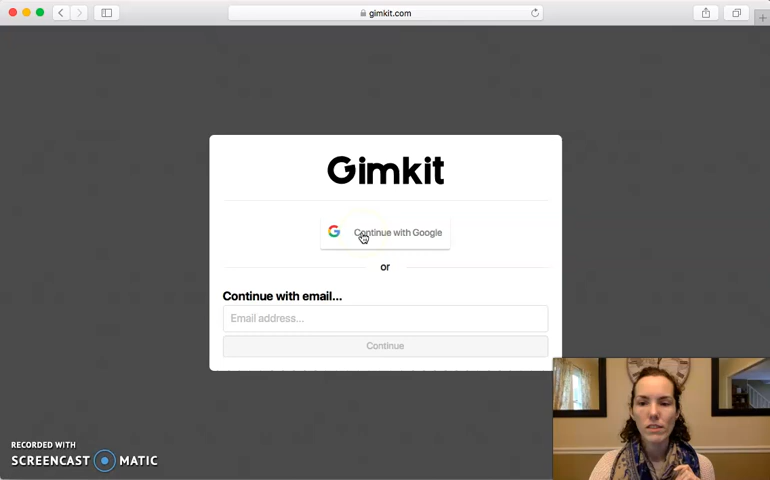 gimkit.com
Gimkit
Continue with Google
or
Continue with email...
Email address...
Continue
RECORDED WITH
SCREENCAST MATIC